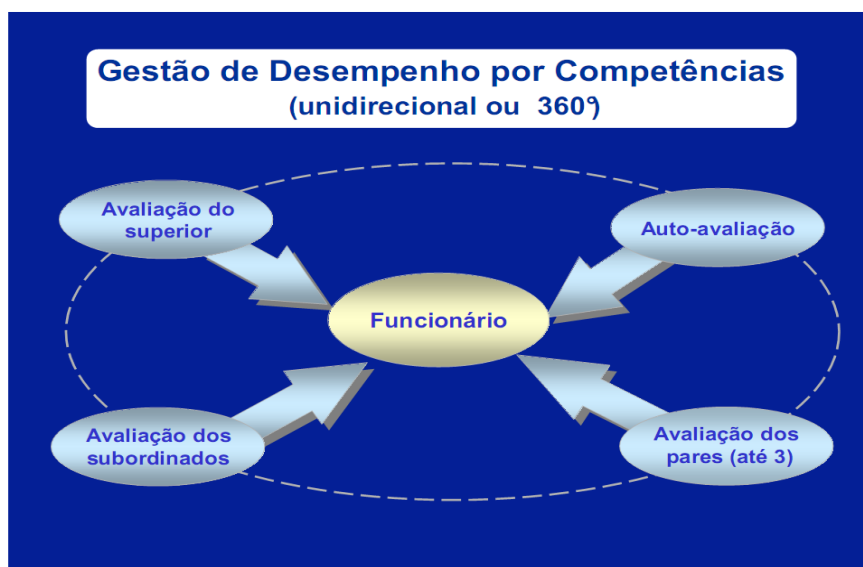 Gestão de Desempenho por Competências
(unidirecional ou 360°)
Avaliação do
superior
Auto-avaliação
Funcionário
Avaliação dos
subordinados
Avaliação dos
pares (até 3)